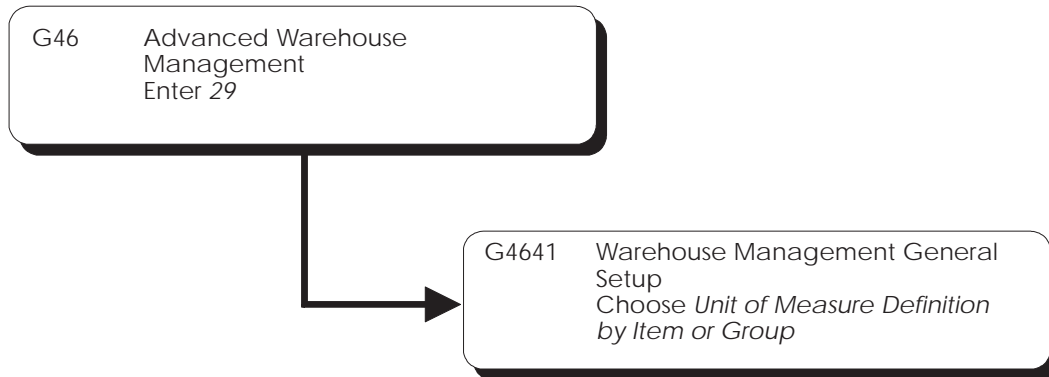 G46 Advanced Warehouse
Management
Enter 29
G4641 Warehouse Management General
Setup
Choose Unit of Measure Definition
by Item or Group